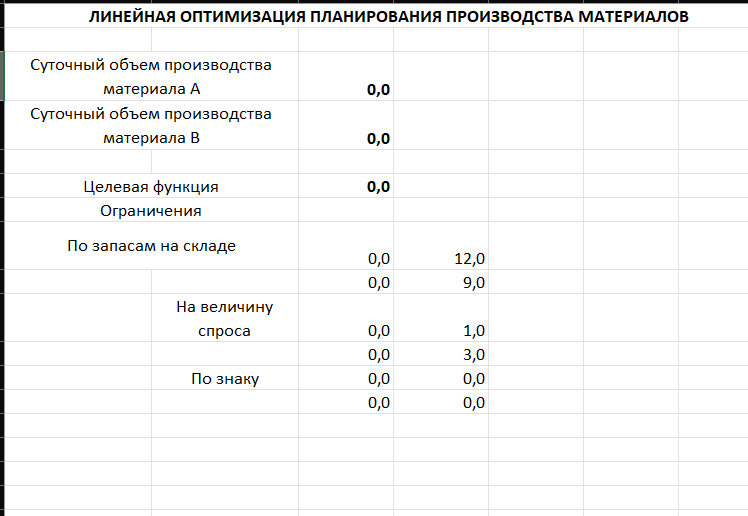 ЛИНЕЙНАЯ ОПТИМИЗАЦИЯ ПЛАНИРОВАНИЯ ПРОИЗВОДСТВА МАТЕРИАЛОВ
Суточный объем производства
материала А 0,0
Суточный объем производства
материала В 0,0
Целевая функция 0,0
Ограничения
По запасам на складе 0,0 12,0
0,0 9,0
На величину
спроса 0,0 1,0
0,0 3,0
По знаку 0,0 0,0
0,0 0,0